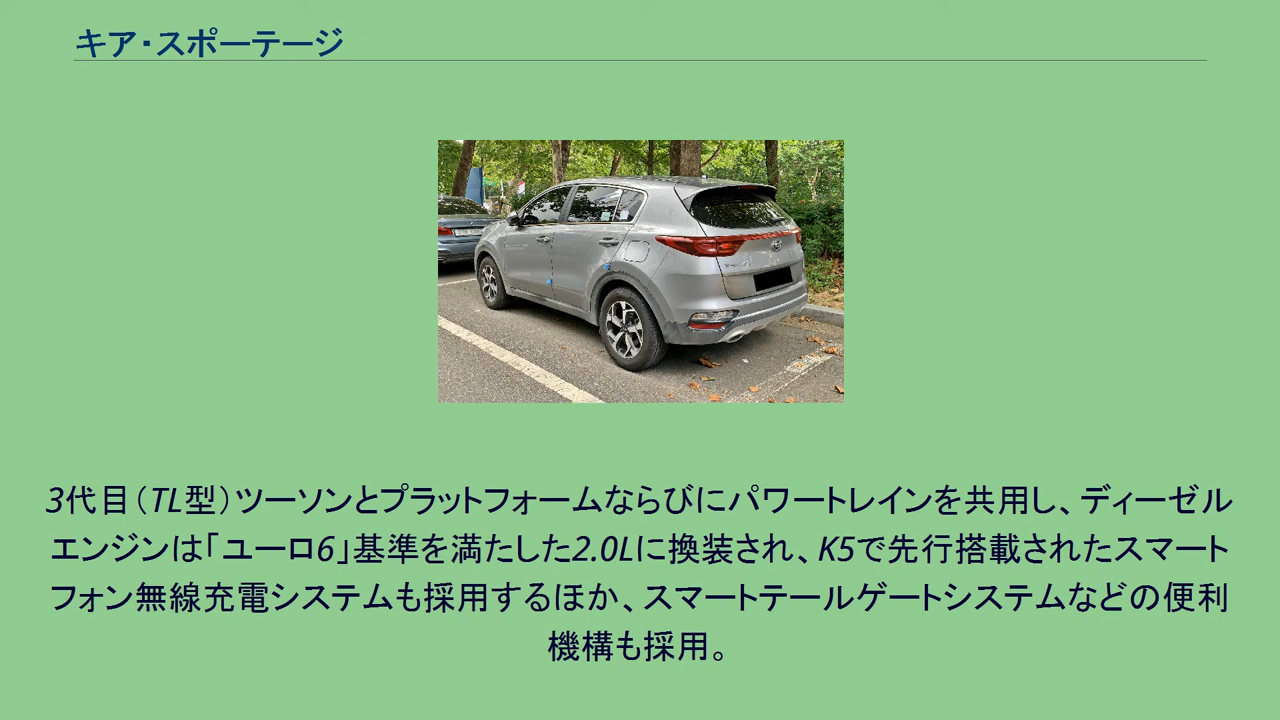 キア・スポーテージ
3代目（TL型）ツーソンとプラットフォームならびにパワートレインを共用し、ディーゼル
エンジンは「ユーロ6」基準を満たした2.0Lに換装され、K5で先行搭載されたスマート
フォン無線充電システムも採用するほか、スマートテールゲートシステムなどの便利
機構も採用。